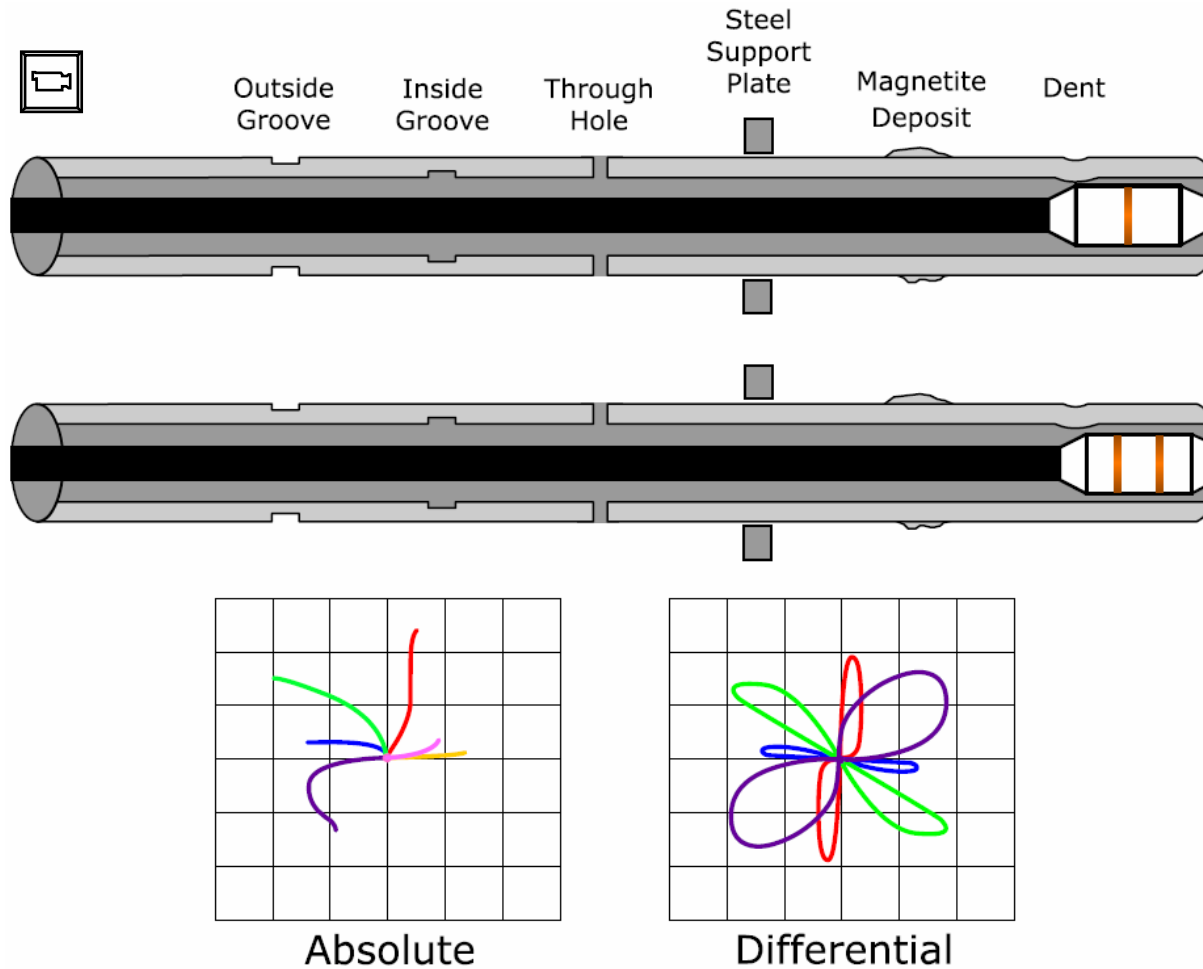 Outside
Groove
Inside
Groove
Through
Hole
Steel
Support
Plate
Magnetite
Deposit
Dent
Absolute
Differential